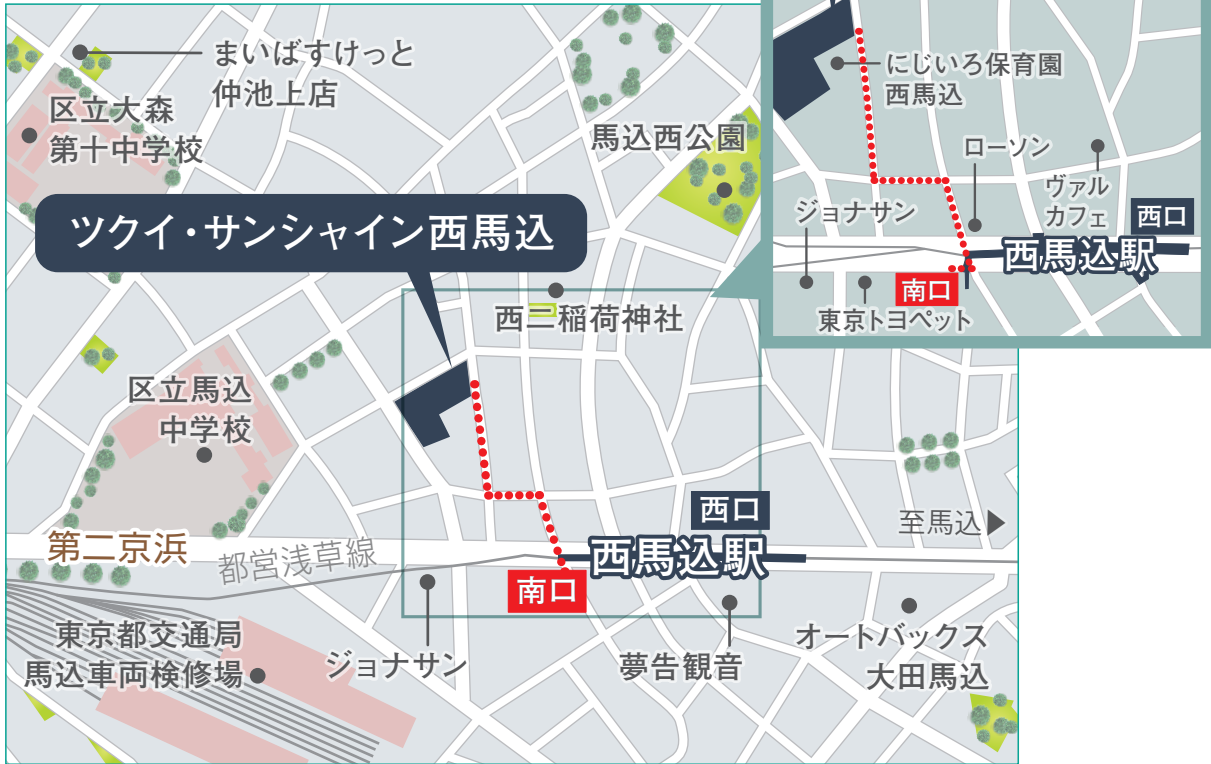 まいばすけっと
仲池上店
区立大森
第十中学校
馬込西公園
ツクイ・サンシャイン西馬込
西二稲荷神社
区立馬込
中学校
西口
至馬込
第二京浜
都営浅草線
西馬込駅
南口
東京都交通局
馬込車両検修場
ジョナサン
夢告観音
オートバックス
大田馬込
にじいろ保育園
西馬込
ローソン
ヴァル
カフェ
ジョナサン
西口
西馬込駅
南口
東京トヨペット